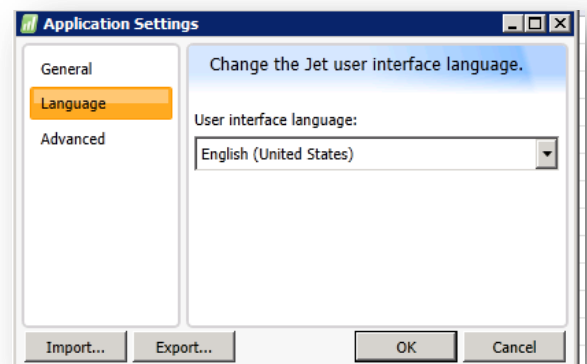 Application Settings
General
Language
Advanced
Change the Jet user interface language.
User interface language:
English (United States)
Import...
Export...
OK
Cancel